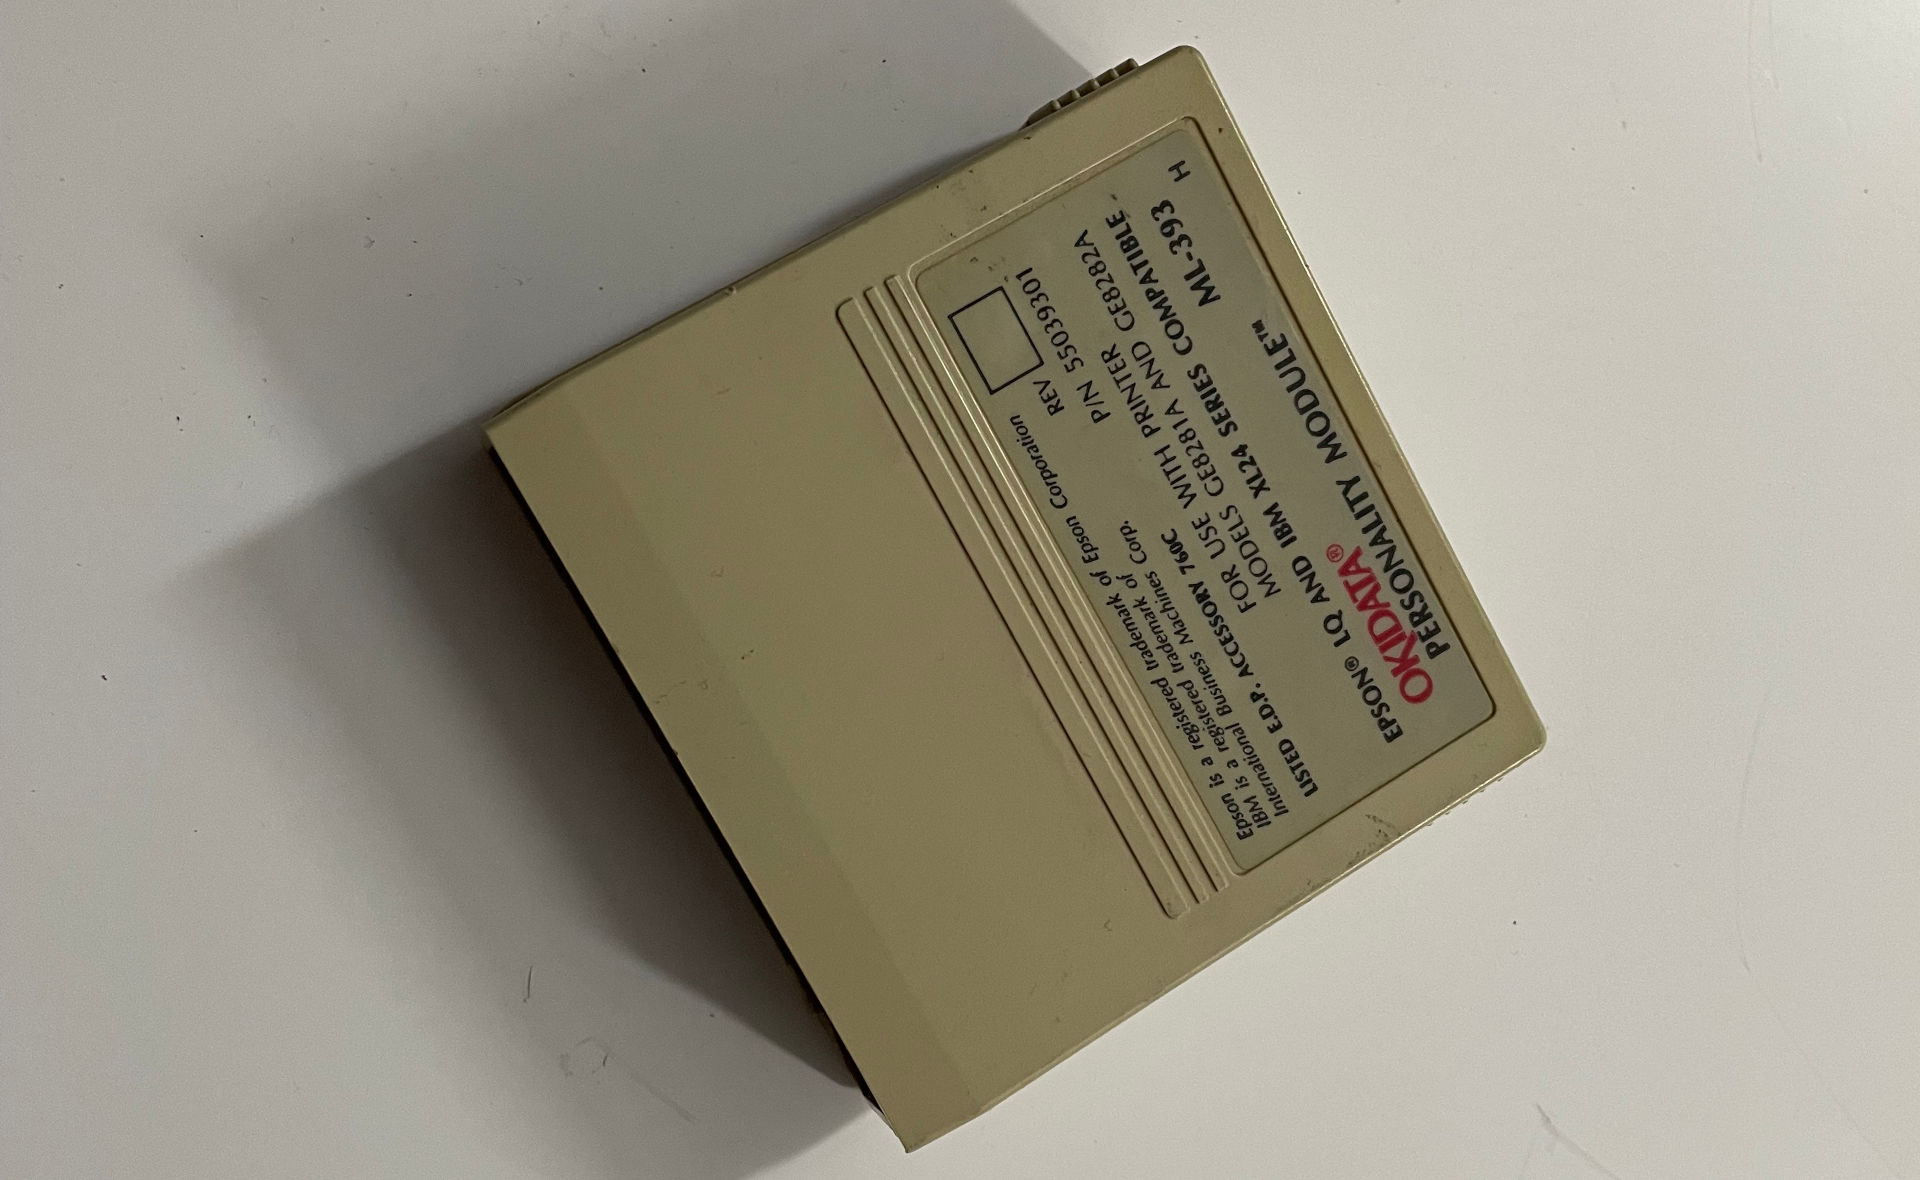 OKIDATA®
PERSONALITY MODULE™
EPSON® LQ AND IBM XL24 SERIES COMPATIBLE
ML-393 H
FOR USE WITH PRINTER
MODELS GE8281A AND GE8282A
LISTED E.D.P. ACCESSORY 760C
P/N 55039301
REV
Epson is a registered trademark of Epson Corporation
IBM is a registered trademark of
International Business Machines Corp.